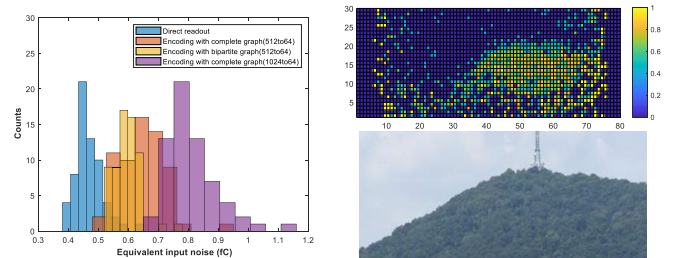 Direct readout
Encoding with complete graph(512to64)
Encoding with bipartite graph(512to64)
Encoding with complete graph(1024to64)
30
25
20
15
10
5
0
Counts
0.3 0.4 0.5 0.6 0.7 0.8 0.9 1 1.1 1.2
Equivalent input noise (fC)
30
25
20
15
10
5
10 20 30 40 50 60 70 80
1
0.8
0.6
0.4
0.2
0